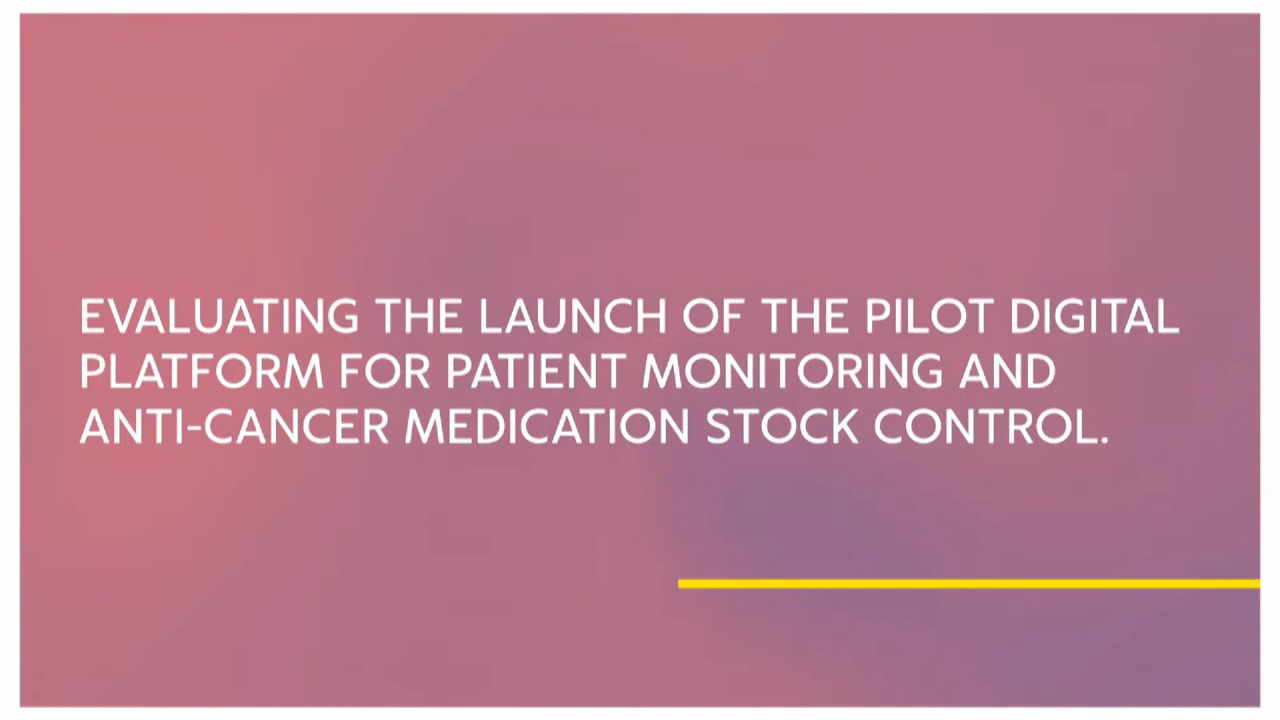 EVALUATING THE LAUNCH OF THE PILOT DIGITAL
PLATFORM FOR PATIENT MONITORING AND
ANTI-CANCER MEDICATION STOCK CONTROL.